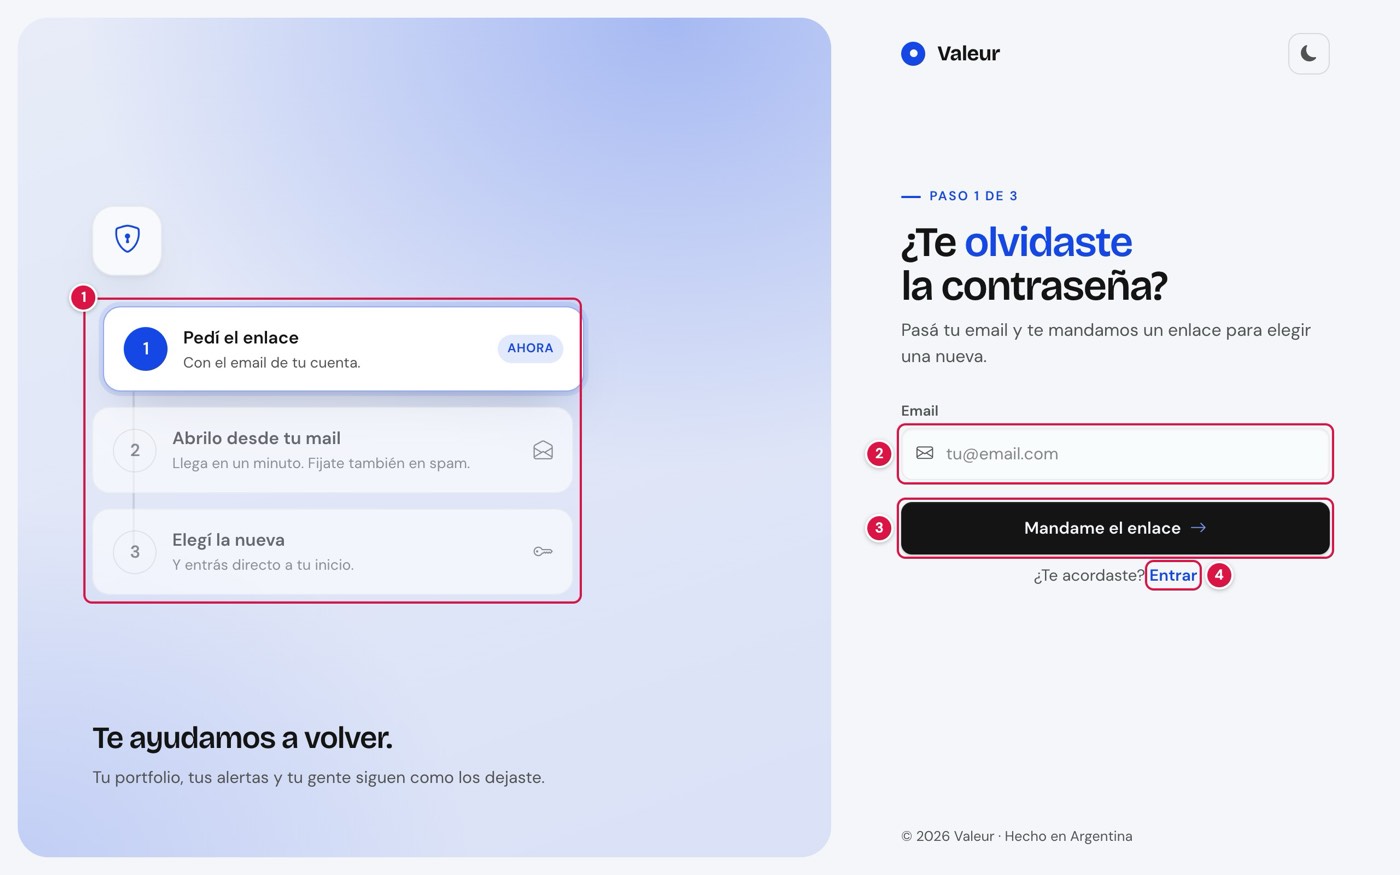 1
1
Pedí el enlace
Con el email de tu cuenta.
AHORA
2
Abrilo desde tu mail
Llega en un minuto. Fijate también en spam.
3
Elegí la nueva
Y entrás directo a tu inicio.
Te ayudamos a volver.
Tu portfolio, tus alertas y tu gente siguen como los dejaste.
Valeur
PASO 1 DE 3
¿Te olvidaste
la contraseña?
Pasá tu email y te mandamos un enlace para elegir
una nueva.
Email
2
tu@email.com
3
Mandame el enlace →
¿Te acordaste? Entrar 4
© 2026 Valeur · Hecho en Argentina